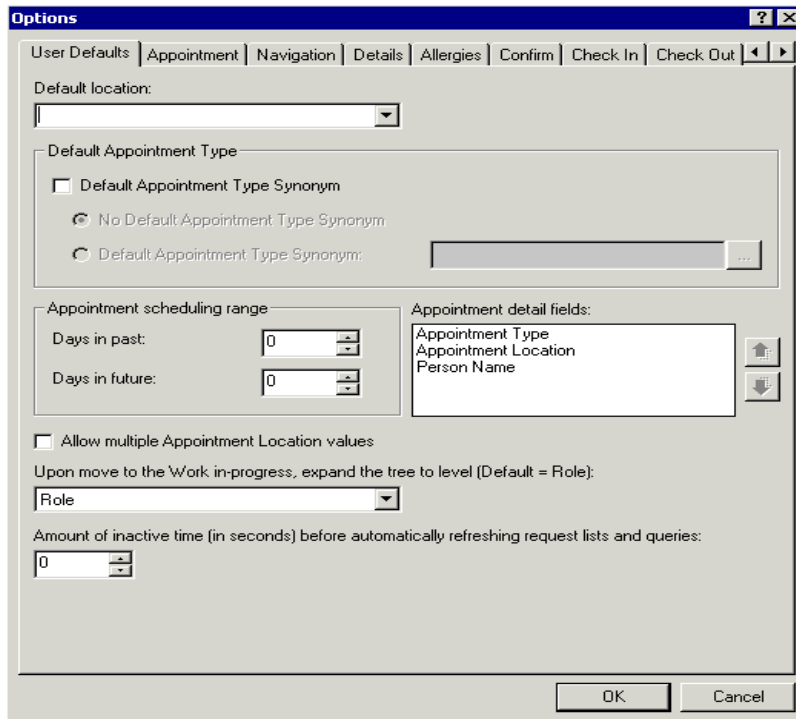 Options
User Defaults Appointment Navigation Details Allergies Confirm Check In Check Out
Default location:
Default Appointment Type
Default Appointment Type Synonym
No Default Appointment Type Synonym
Default Appointment Type Synonym:
...
Appointment scheduling range
Days in past:
0
Days in future:
0
Appointment detail fields:
Appointment Type
Appointment Location
Person Name
Allow multiple Appointment Location values
Upon move to the Work in-progress, expand the tree to level (Default = Role):
Role
Amount of inactive time (in seconds) before automatically refreshing request lists and queries:
0
OK Cancel